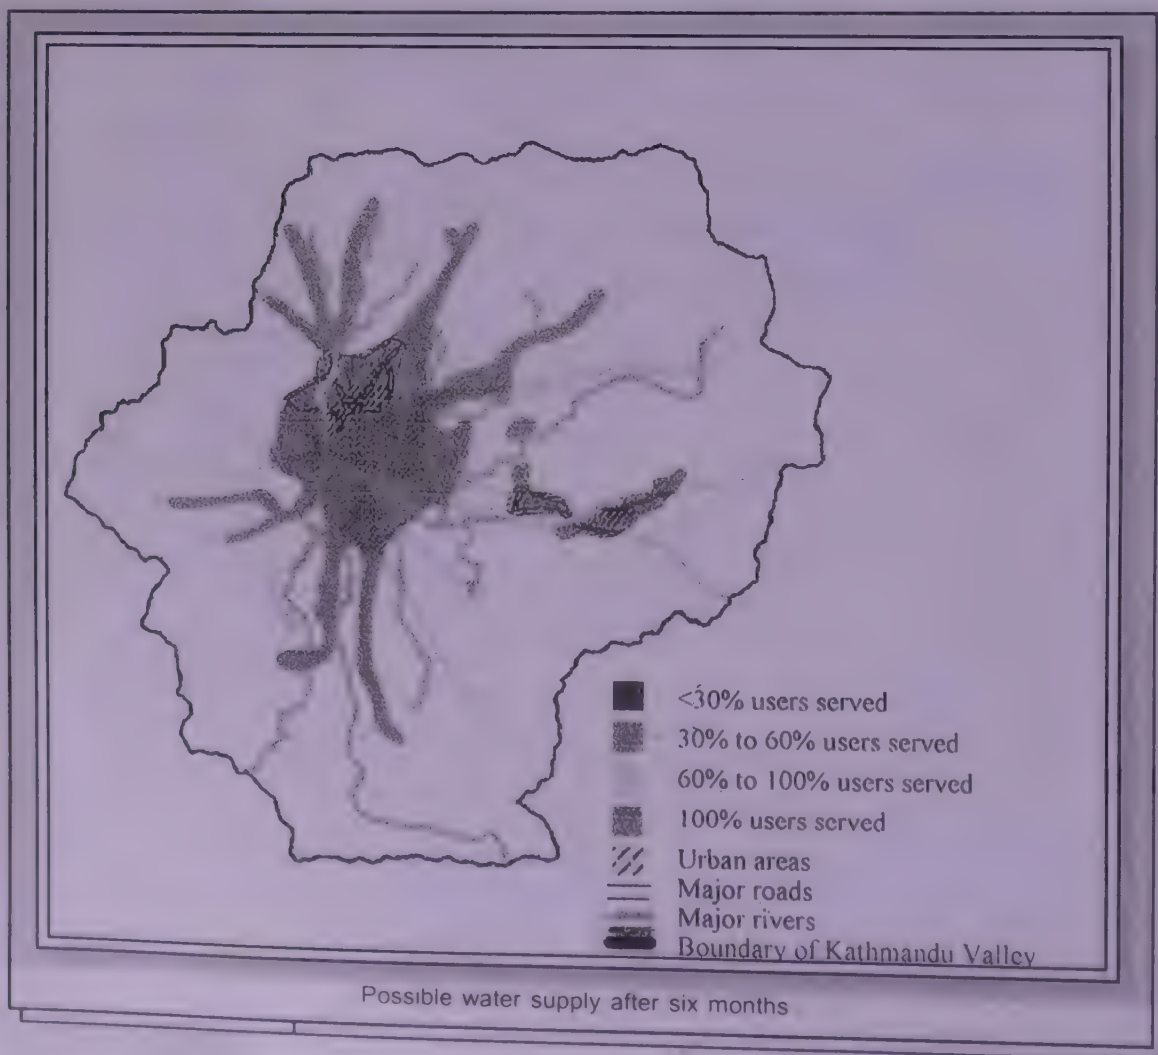 <30% users served
30% to 60% users served
60% to 100% users served
100% users served
Urban areas
Major roads
Major rivers
Boundary of Kathmandu Valley
Possible water supply after six months